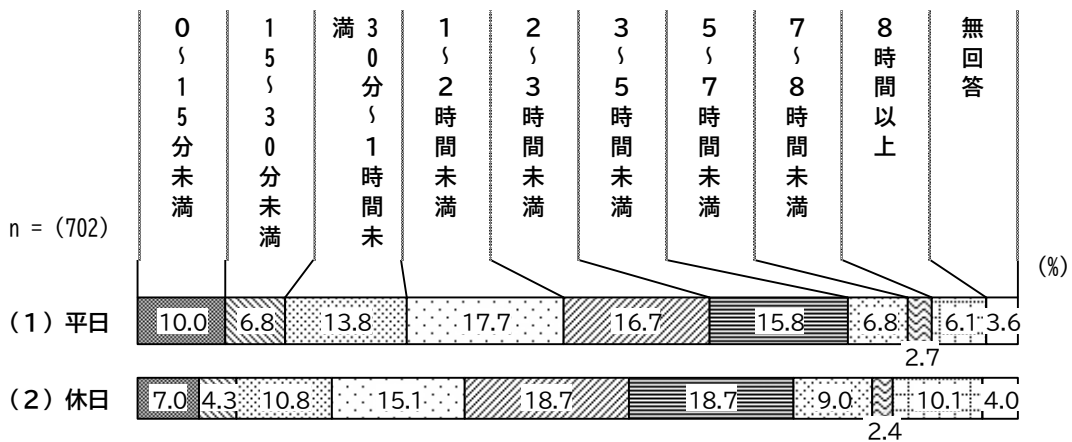 0～15分未満
15～30分未満
30分～1時間未満
1～2時間未満
2～3時間未満
3～5時間未満
5～7時間未満
7～8時間未満
8時間以上
無回答
n = (702)
(%)
(1) 平日 10.0 6.8 13.8 17.7 16.7 15.8 6.8 2.7 6.1 3.6
(2) 休日 7.0 4.3 10.8 15.1 18.7 18.7 9.0 2.4 10.1 4.0